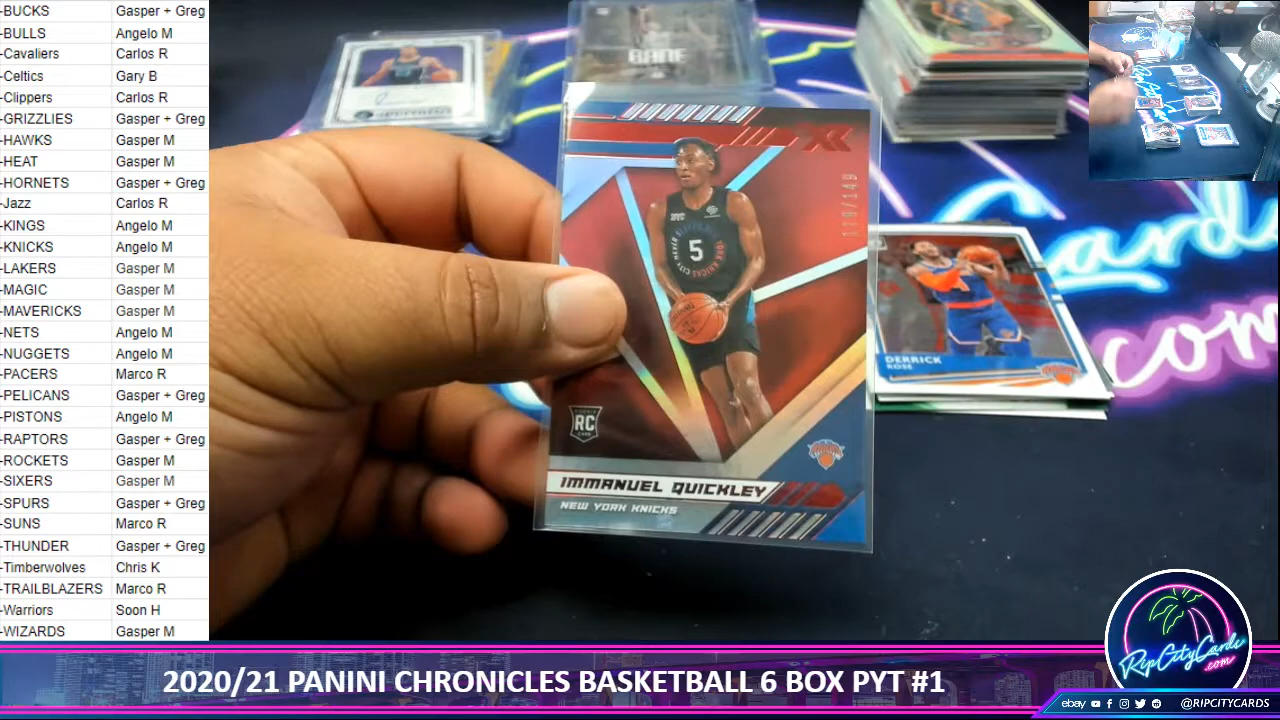 -BUCKS Gasper + Greg
-BULLS Angelo M
-Cavaliers Carlos R
-Celtics Gary B
-Clippers Carlos R
-GRIZZLIES Gasper + Greg
-HAWKS Gasper M
-HEAT Gasper M
-HORNETS Gasper + Greg
-Jazz Carlos R
-KINGS Angelo M
-KNICKS Angelo M
-LAKERS Gasper M
-MAGIC Gasper M
-MAVERICKS Gasper M
-NETS Angelo M
-NUGGETS Angelo M
-PACERS Marco R
-PELICANS Gasper + Greg
-PISTONS Angelo M
-RAPTORS Gasper + Greg
-ROCKETS Gasper M
-SIXERS Gasper M
-SPURS Gasper + Greg
-SUNS Marco R
-THUNDER Gasper + Greg
-Timberwolves Chris K
-TRAILBLAZERS Marco R
-Warriors Soon H
-WIZARDS Gasper M
BANE
5
RC
IMMANUEL QUICKLEY
NEW YORK KNICKS
DERRICK
ROSE
Cards
com
RipCityCards
.com
2020/21 PANINI CHRONICLES BASKETBALL 6 BOX PYT #1
ebay @RIPCITYCARDS